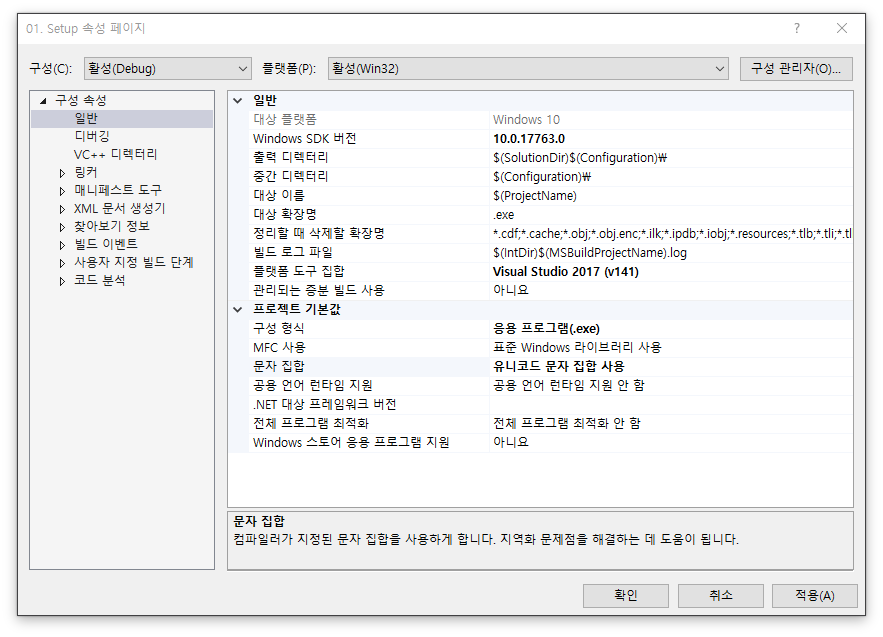 01. Setup 속성 페이지
구성(C): 활성(Debug) 플랫폼(P): 활성(Win32) 구성 관리자(O)...
구성 속성
일반
디버깅
VC++ 디렉터리
링커
매니페스트 도구
XML 문서 생성기
찾아보기 정보
빌드 이벤트
사용자 지정 빌드 단계
코드 분석
일반
대상 플랫폼 Windows 10
Windows SDK 버전 10.0.17763.0
출력 디렉터리 $(SolutionDir)$(Configuration)₩
중간 디렉터리 $(Configuration)₩
대상 이름 $(ProjectName)
대상 확장명 .exe
정리할 때 삭제할 확장명 *.cdf;*.cache;*.obj;*.obj.enc;*.ilk;*.ipdb;*.iobj;*.resources;*.tlb;*.tli;*.tl
빌드 로그 파일 $(IntDir)$(MSBuildProjectName).log
플랫폼 도구 집합 Visual Studio 2017 (v141)
관리되는 증분 빌드 사용 아니요
프로젝트 기본값
구성 형식 응용 프로그램(.exe)
MFC 사용 표준 Windows 라이브러리 사용
문자 집합 유니코드 문자 집합 사용
공용 언어 런타임 지원 공용 언어 런타임 지원 안 함
.NET 대상 프레임워크 버전
전체 프로그램 최적화 전체 프로그램 최적화 안 함
Windows 스토어 응용 프로그램 지원 아니요
문자 집합
컴파일러가 지정된 문자 집합을 사용하게 합니다. 지역화 문제점을 해결하는 데 도움이 됩니다.
확인 취소 적용(A)